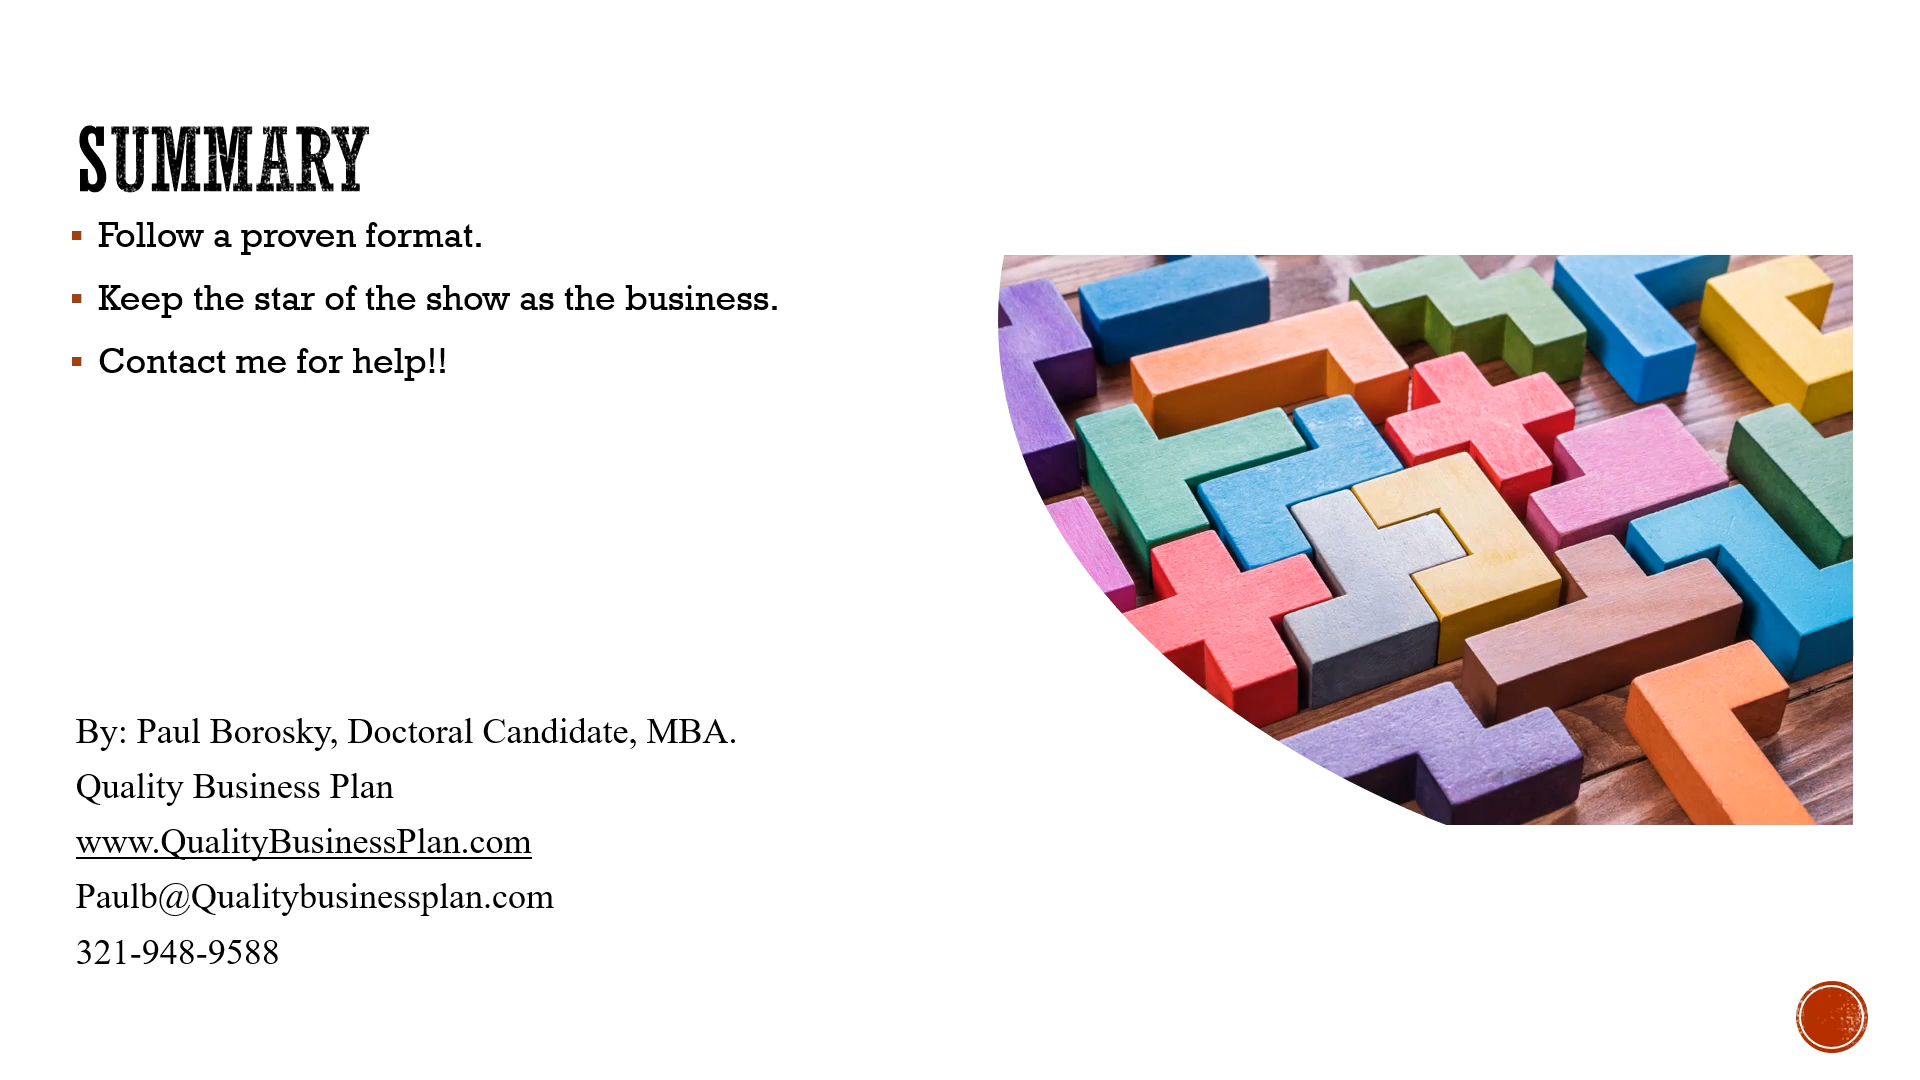 SUMMARY
Follow a proven format.
Keep the star of the show as the business.
Contact me for help!!
By: Paul Borosky, Doctoral Candidate, MBA.
Quality Business Plan
www.QualityBusinessPlan.com
Paulb@Qualitybusinessplan.com
321-948-9588